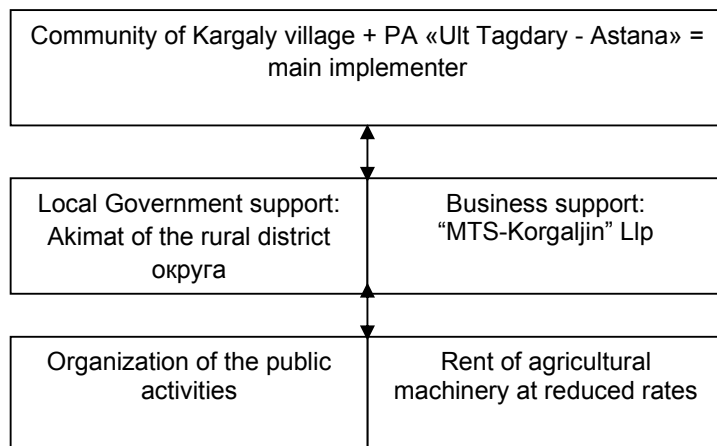 Community of Kargaly village + PA «Ult Tagdary - Astana» =
main implementer
Local Government support:
Akimat of the rural district
округа
Business support:
“MTS-Korgaljin” Llp
Organization of the public
activities
Rent of agricultural
machinery at reduced rates